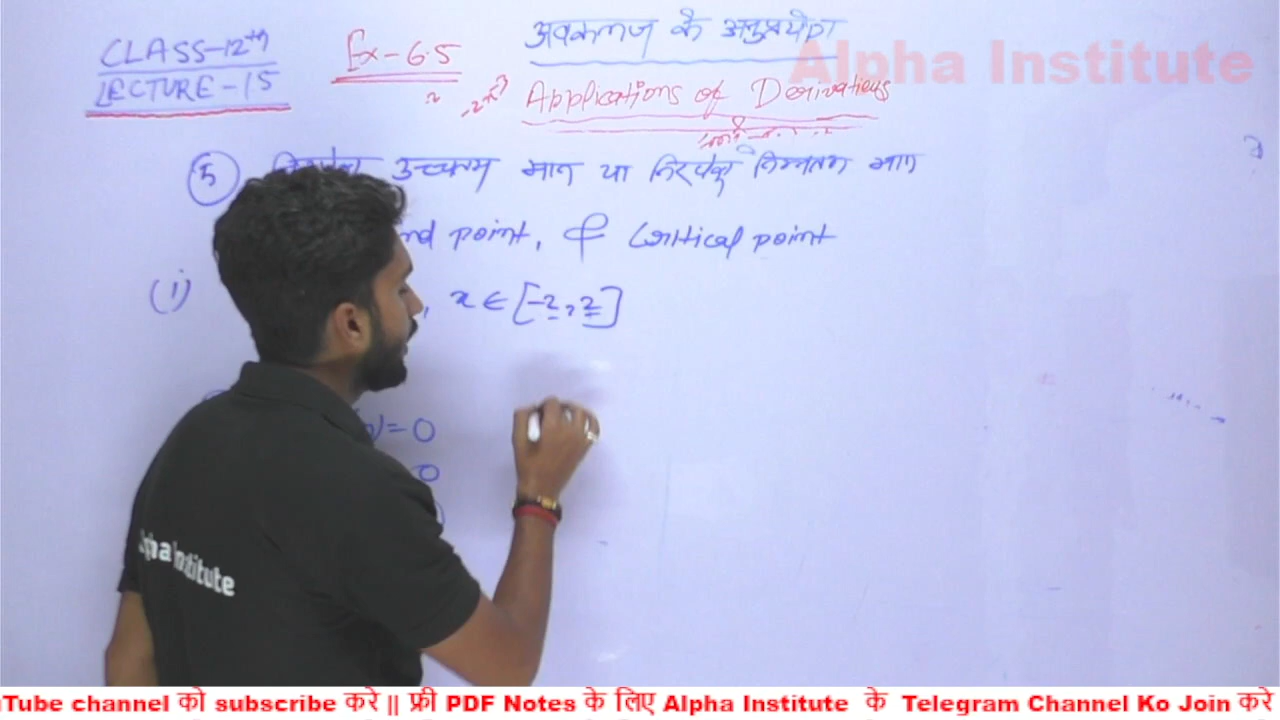 अवकलज के अनुप्रयोग
CLASS-12th
LECTURE-15
Ex-6.5
Applications of Derivatives
Alpha Institute
5 उच्चतम मान या निरपेक्ष निम्नतम मान
nd point, & Critical point
(i) , x ∈ [-2, 2]
)=0
0
Alpha Institute
Tube channel को subscribe करे || फ्री PDF Notes के लिए Alpha Institute के Telegram Channel Ko Join करे